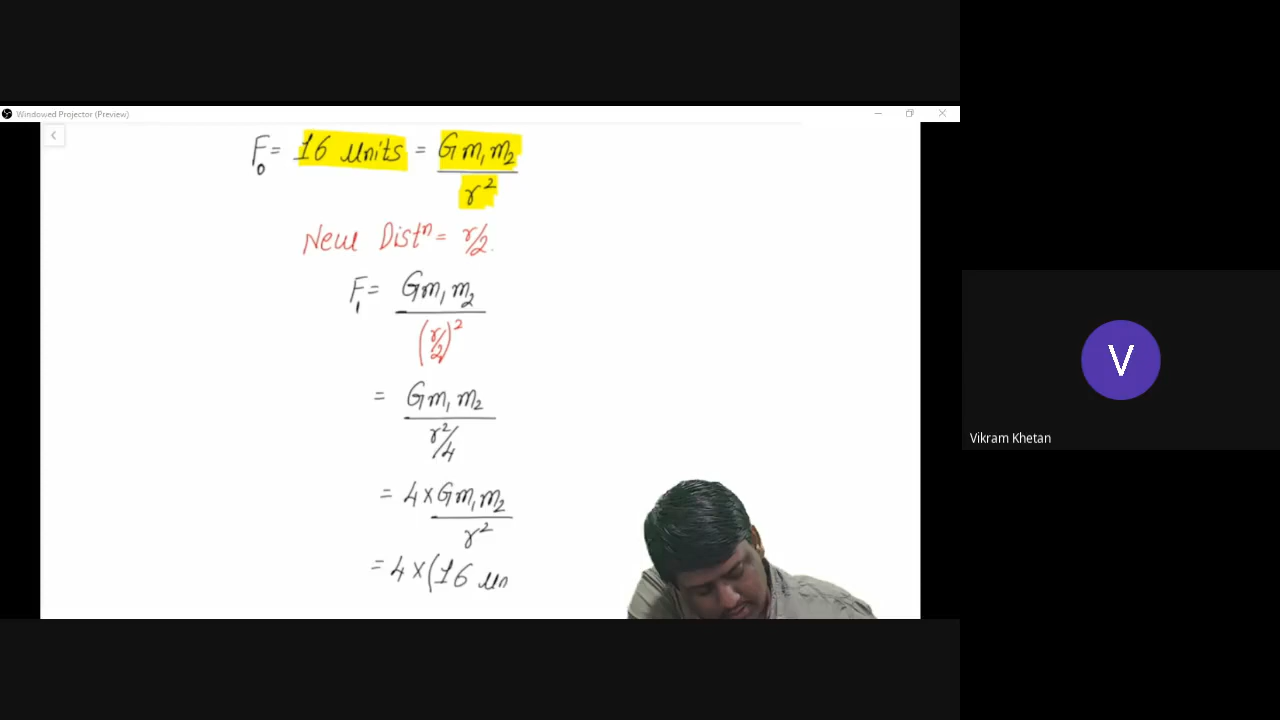 Windowed Projector (Preview)
F₀ = 16 Units = Gm₁m₂/r²
New Distⁿ = r/2.
F₁ = Gm₁m₂/(r/2)²
= Gm₁m₂/r²/4
= 4 × Gm₁m₂/r²
= 4 × (16 un
V
Vikram Khetan